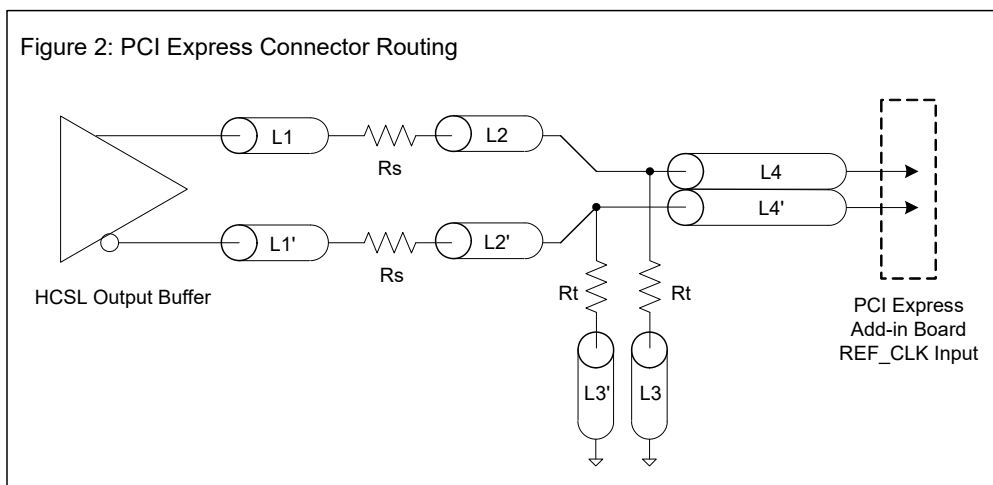 Figure 2: PCI Express Connector Routing
L1
Rs
L2
L4
L4'
L1'
Rs
L2'
HCSL Output Buffer
Rt
Rt
L3'
L3
PCI Express
Add-in Board
REF_CLK Input